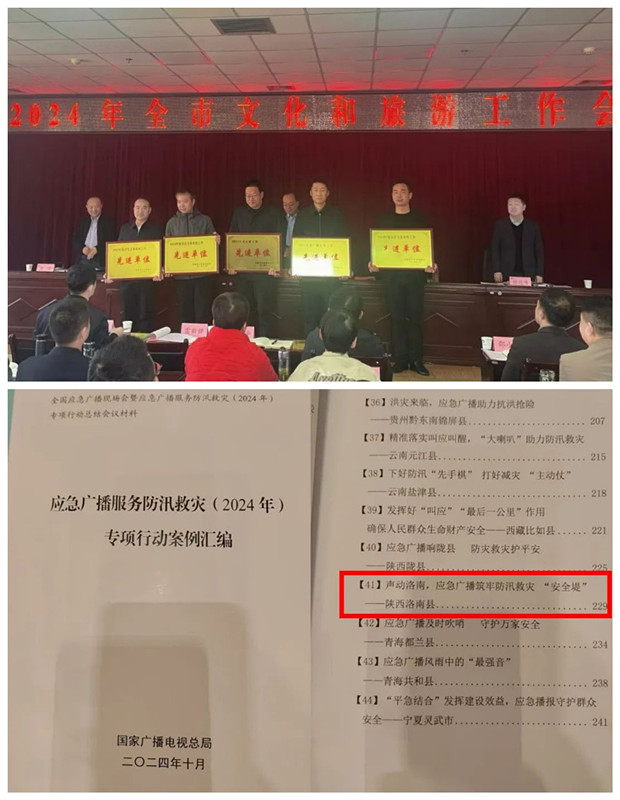 2024年全市文化和旅游工作会
先进单位
先进单位
先进单位
先进单位
先进单位
全国应急广播现场会暨应急广播服务防汛救灾(2024年)
专项行动总结会议材料
应急广播服务防汛救灾(2024年)
专项行动案例汇编
国家广播电视总局
二〇二四年十月
【36】洪灾来临,应急广播助力抗洪抢险
——贵州黔东南锦屏县 207
【37】精准落实叫应叫醒,“大喇叭”助力防汛救灾
——云南元江县 215
【38】下好防汛“先手棋” 打好减灾“主动仗”
——云南盐津县 218
【39】发挥好“叫应”“最后一公里”作用
确保人民群众生命财产安全——西藏比如县 221
【40】应急广播响陇县 防灾救灾护平安
——陕西陇县 225
【41】声动洛南,应急广播筑牢防汛救灾 “安全堤”
——陕西洛南县 229
【42】应急广播及时吹哨 守护万家安全
——青海都兰县 234
【43】应急广播风雨中的“最强音”
——青海共和县 238
【44】“平急结合”发挥建设效益,应急播报守护群众
安全——宁夏灵武市 241